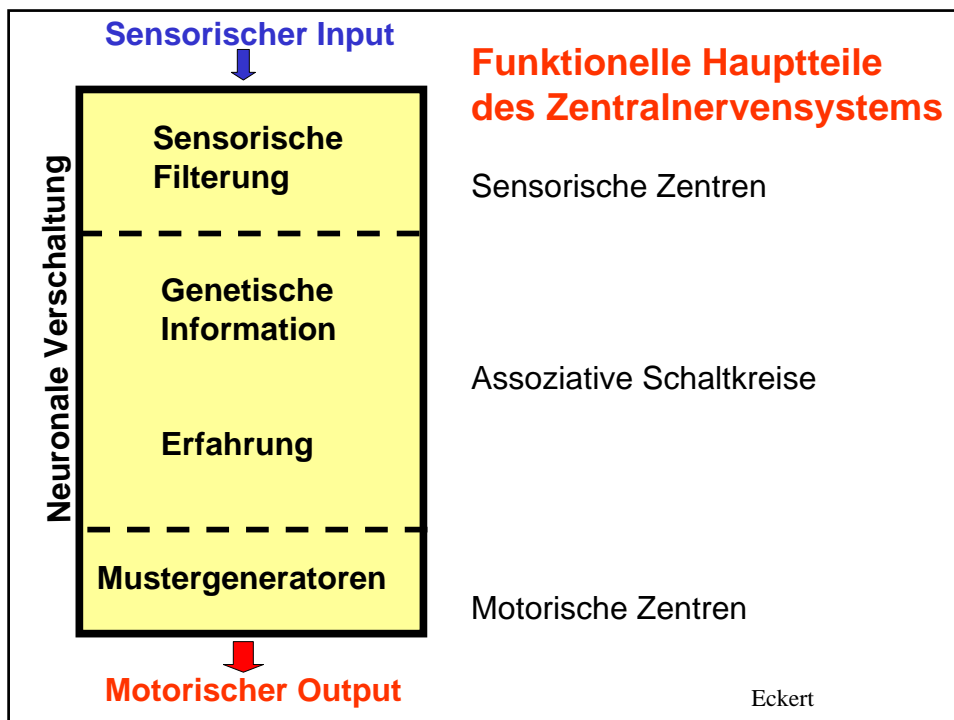 Sensorischer Input
Funktionelle Hauptteile
des Zentralnervensystems
Neuronale Verschaltung
Sensorische
Filterung
Sensorische Zentren
Genetische
Information
Assoziative Schaltkreise
Erfahrung
Mustergeneratoren
Motorische Zentren
Motorischer Output
Eckert